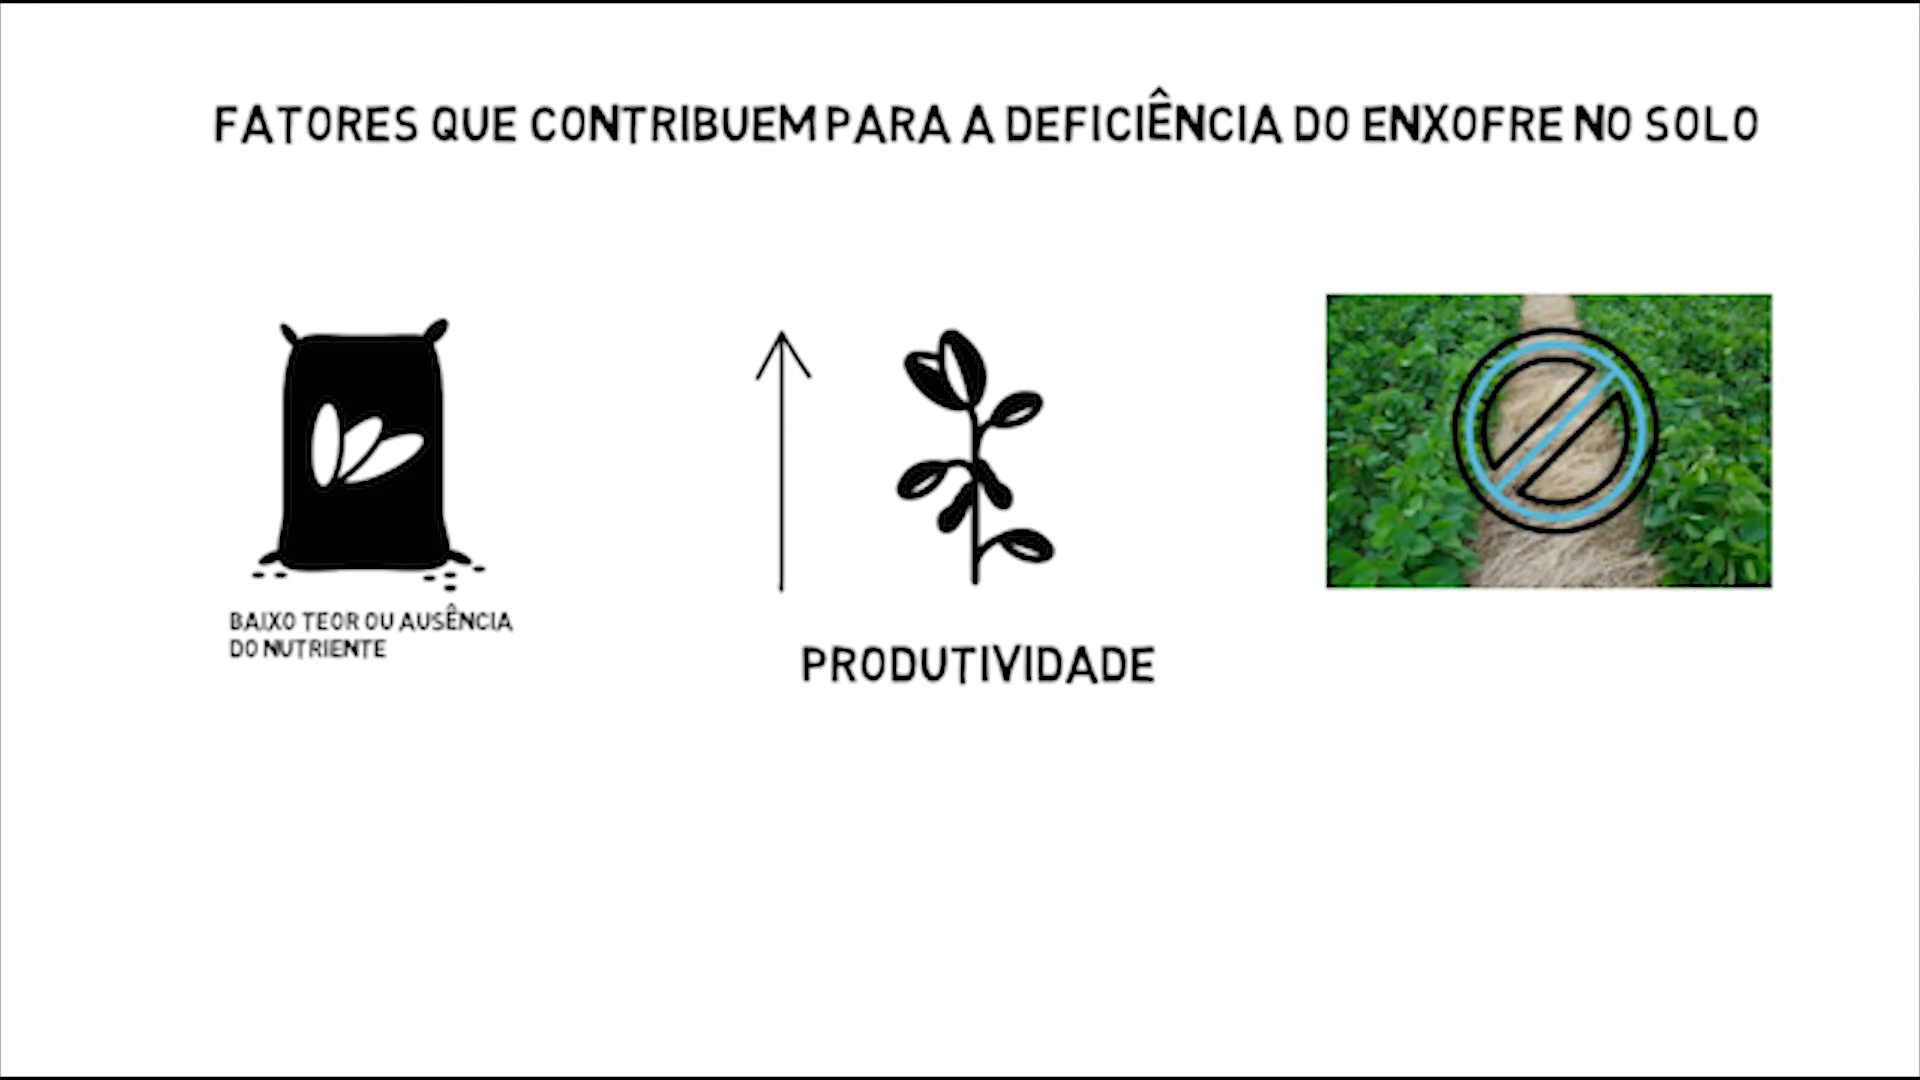 FATORES QUE CONTRIBUEM PARA A DEFICIÊNCIA DO ENXOFRE NO SOLO
BAIXO TEOR OU AUSÊNCIA
DO NUTRIENTE
PRODUTIVIDADE